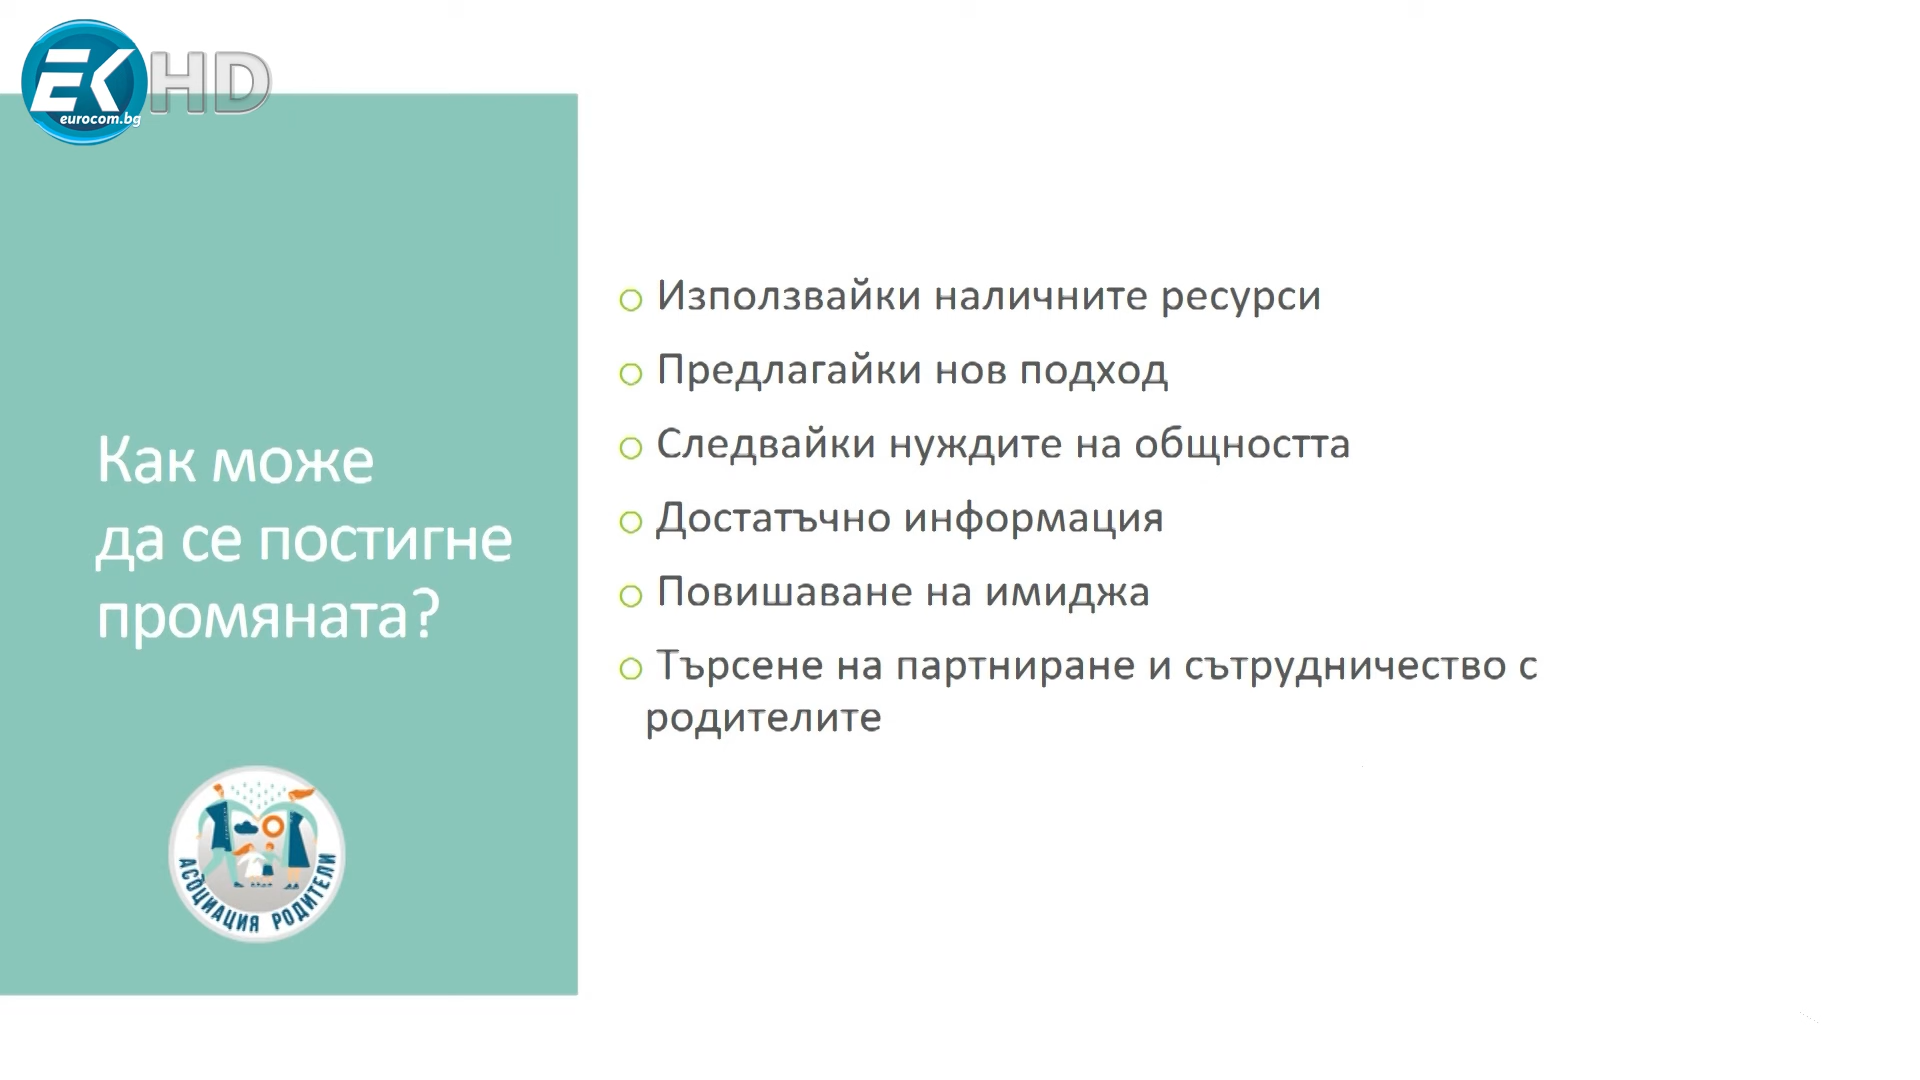 EK HD
eurocom.bg
Как може
да се постигне
промяната?
АСОЦИАЦИЯ РОДИТЕЛИ
Използвайки наличните ресурси
Предлагайки нов подход
Следвайки нуждите на общността
Достатъчно информация
Повишаване на имиджа
Търсене на партниране и сътрудничество с
родителите